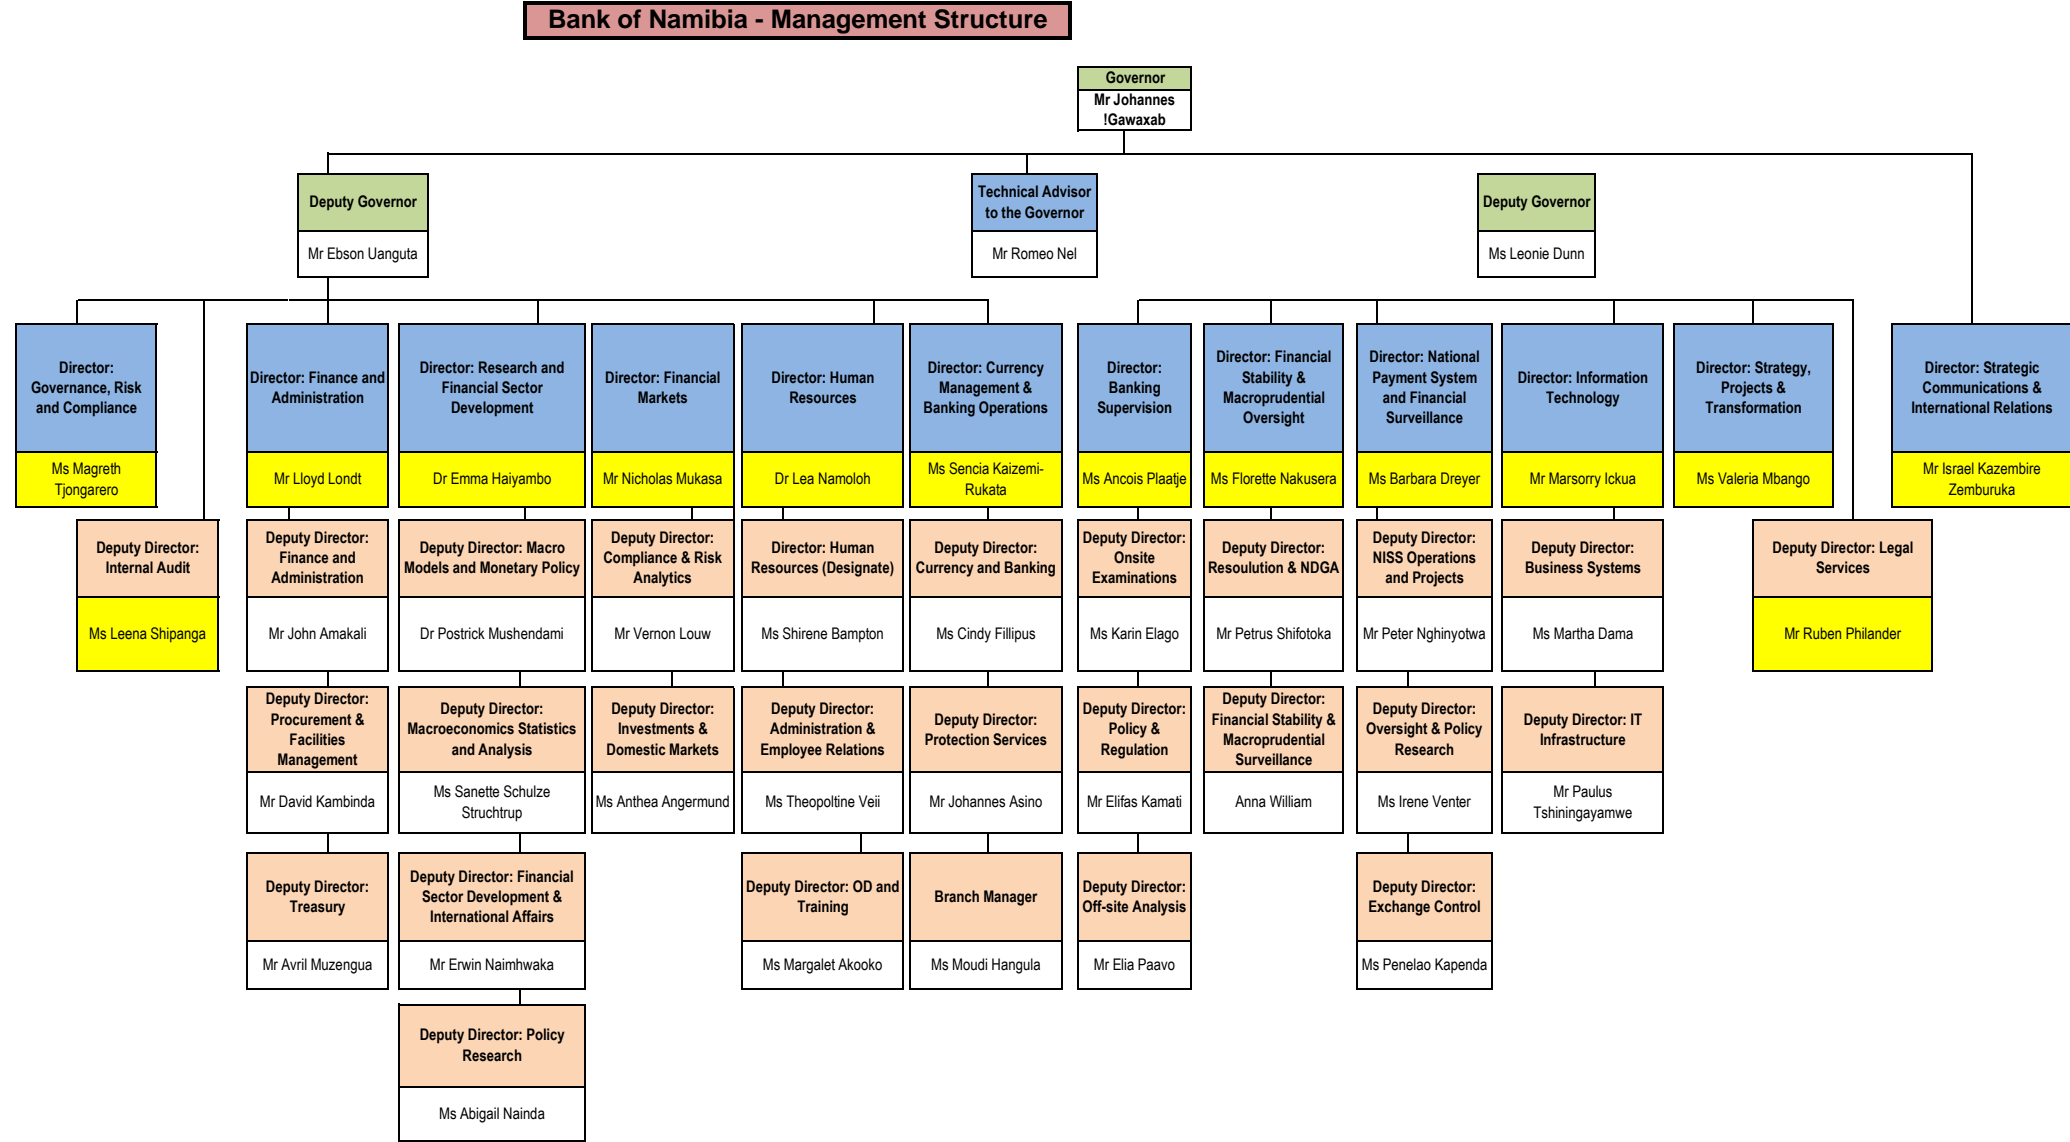 Bank of Namibia - Management Structure
Governor
Mr Johannes
!Gawaxab
Deputy Governor
Mr Ebson Uanguta
Technical Advisor
to the Governor
Mr Romeo Nel
Deputy Governor
Ms Leonie Dunn
Director:
Governance, Risk
and Compliance
Ms Magreth
Tjongarero
Director: Finance and
Administration
Mr Lloyd Londt
Director: Research and
Financial Sector
Development
Dr Emma Haiyambo
Director: Financial
Markets
Mr Nicholas Mukasa
Director: Human
Resources
Dr Lea Namoloh
Director: Currency
Management &
Banking Operations
Ms Sencia Kaizemi-
Rukata
Director:
Banking
Supervision
Ms Ancois Plaatje
Director: Financial
Stability &
Macroprudential
Oversight
Ms Florette Nakusera
Director: National
Payment System
and Financial
Surveillance
Ms Barbara Dreyer
Director: Information
Technology
Mr Marsorry Ickua
Director: Strategy,
Projects &
Transformation
Ms Valeria Mbango
Director: Strategic
Communications &
International Relations
Mr Israel Kazembire
Zemburuka
Deputy Director:
Internal Audit
Ms Leena Shipanga
Deputy Director:
Finance and
Administration
Mr John Amakali
Deputy Director: Macro
Models and Monetary Policy
Dr Postrick Mushendami
Deputy Director:
Compliance & Risk
Analytics
Mr Vernon Louw
Director: Human
Resources (Designate)
Ms Shirene Bampton
Deputy Director:
Currency and Banking
Ms Cindy Fillipus
Deputy Director:
Onsite
Examinations
Ms Karin Elago
Deputy Director:
Resoulution & NDGA
Mr Petrus Shifotoka
Deputy Director:
NISS Operations
and Projects
Mr Peter Nghinyotwa
Deputy Director:
Business Systems
Ms Martha Dama
Deputy Director: Legal
Services
Mr Ruben Philander
Deputy Director:
Procurement &
Facilities
Management
Mr David Kambinda
Deputy Director:
Macroeconomics Statistics
and Analysis
Ms Sanette Schulze
Struchtrup
Deputy Director:
Investments &
Domestic Markets
Ms Anthea Angermund
Deputy Director:
Administration &
Employee Relations
Ms Theopoltine Veii
Deputy Director:
Protection Services
Mr Johannes Asino
Deputy Director:
Policy &
Regulation
Mr Elifas Kamati
Deputy Director:
Financial Stability &
Macroprudential
Surveillance
Anna William
Deputy Director:
Oversight & Policy
Research
Ms Irene Venter
Deputy Director: IT
Infrastructure
Mr Paulus
Tshiningayamwe
Deputy Director:
Treasury
Mr Avril Muzengua
Deputy Director: Financial
Sector Development &
International Affairs
Mr Erwin Naimhwaka
Deputy Director: OD and
Training
Ms Margalet Akooko
Branch Manager
Ms Moudi Hangula
Deputy Director:
Off-site Analysis
Mr Elia Paavo
Deputy Director:
Exchange Control
Ms Penelao Kapenda
Deputy Director: Policy
Research
Ms Abigail Nainda